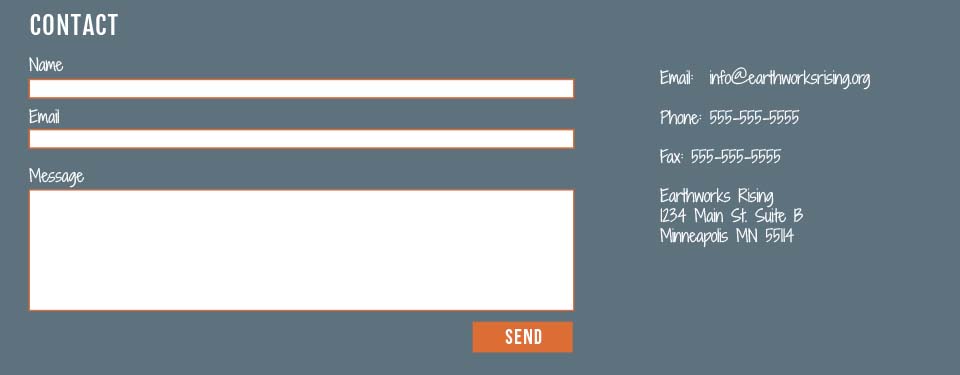 CONTACT
Name
Email
Message
SEND
Email: info@earthworksrising.org
Phone: 555-555-5555
Fax: 555-555-5555
Earthworks Rising
1234 Main St. Suite B
Minneapolis MN 55114